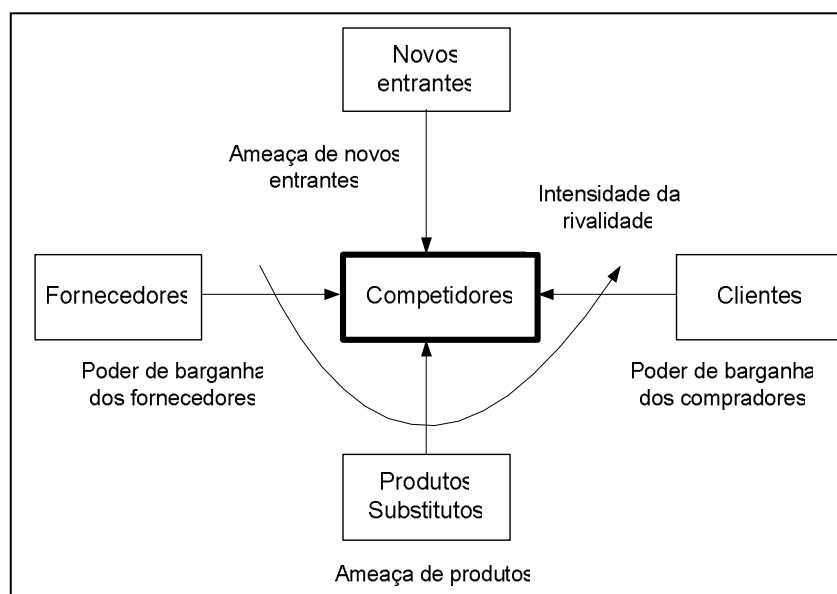 Novos
entrantes
Ameaça de novos
entrantes
Intensidade da
rivalidade
Fornecedores
Competidores
Clientes
Poder de barganha
dos fornecedores
Poder de barganha
dos compradores
Produtos
Substitutos
Ameaça de produtos